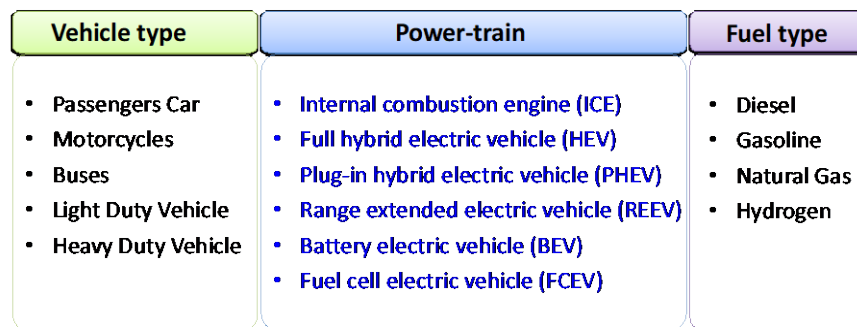 Vehicle type
• Passengers Car
• Motorcycles
• Buses
• Light Duty Vehicle
• Heavy Duty Vehicle
Power-train
• Internal combustion engine (ICE)
• Full hybrid electric vehicle (HEV)
• Plug-in hybrid electric vehicle (PHEV)
• Range extended electric vehicle (REEV)
• Battery electric vehicle (BEV)
• Fuel cell electric vehicle (FCEV)
Fuel type
• Diesel
• Gasoline
• Natural Gas
• Hydrogen